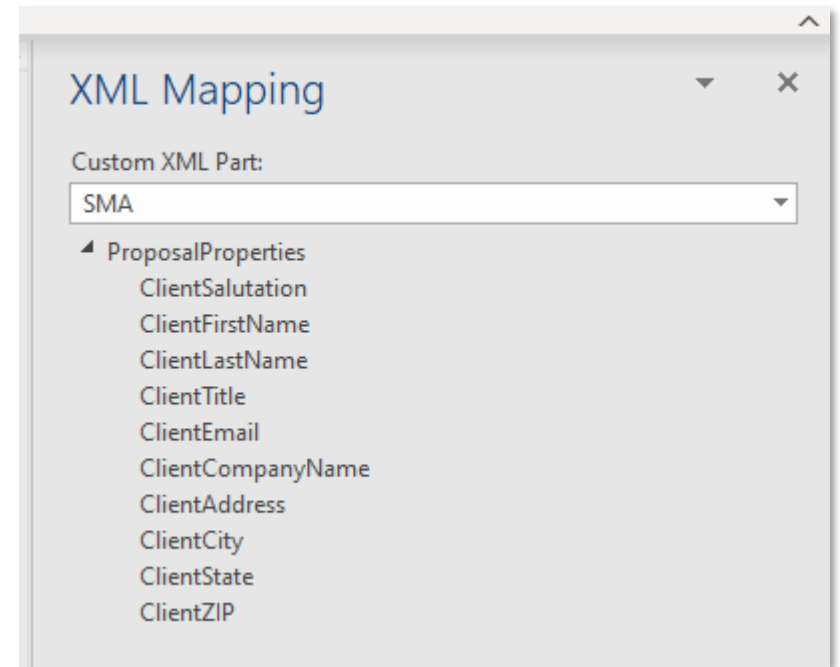 XML Mapping
Custom XML Part:
SMA
ProposalProperties
ClientSalutation
ClientFirstName
ClientLastName
ClientTitle
ClientEmail
ClientCompanyName
ClientAddress
ClientCity
ClientState
ClientZIP